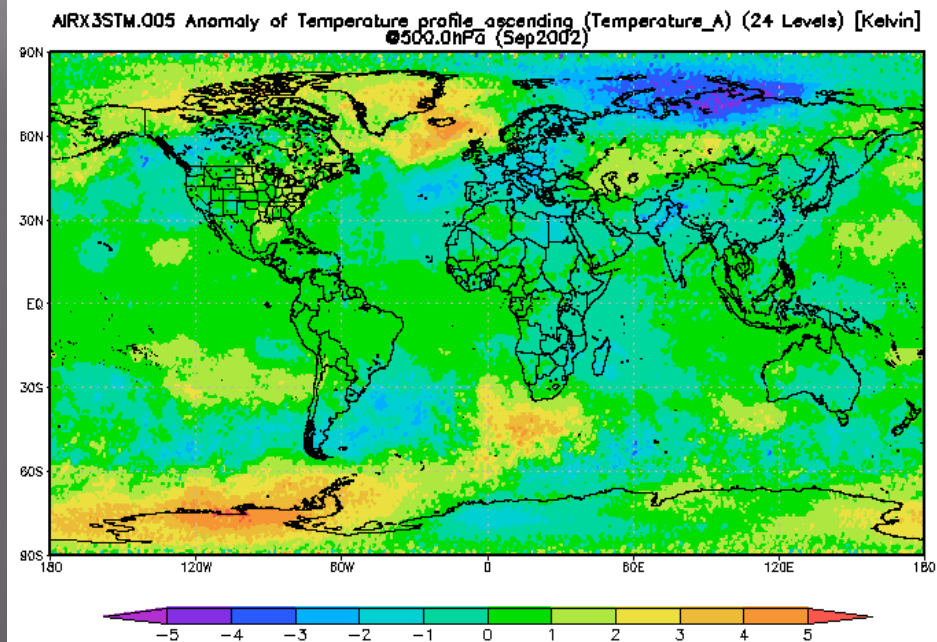 AIRX3STM.005 Anomaly of Temperature profile_ascending (Temperature_A) (24 Levels) [Kelvin]
@500.0hPa (Sep2002)
90N
60N
30N
EQ
30S
60S
90S
180 120W 60W 0 60E 120E 180
-5 -4 -3 -2 -1 0 1 2 3 4 5